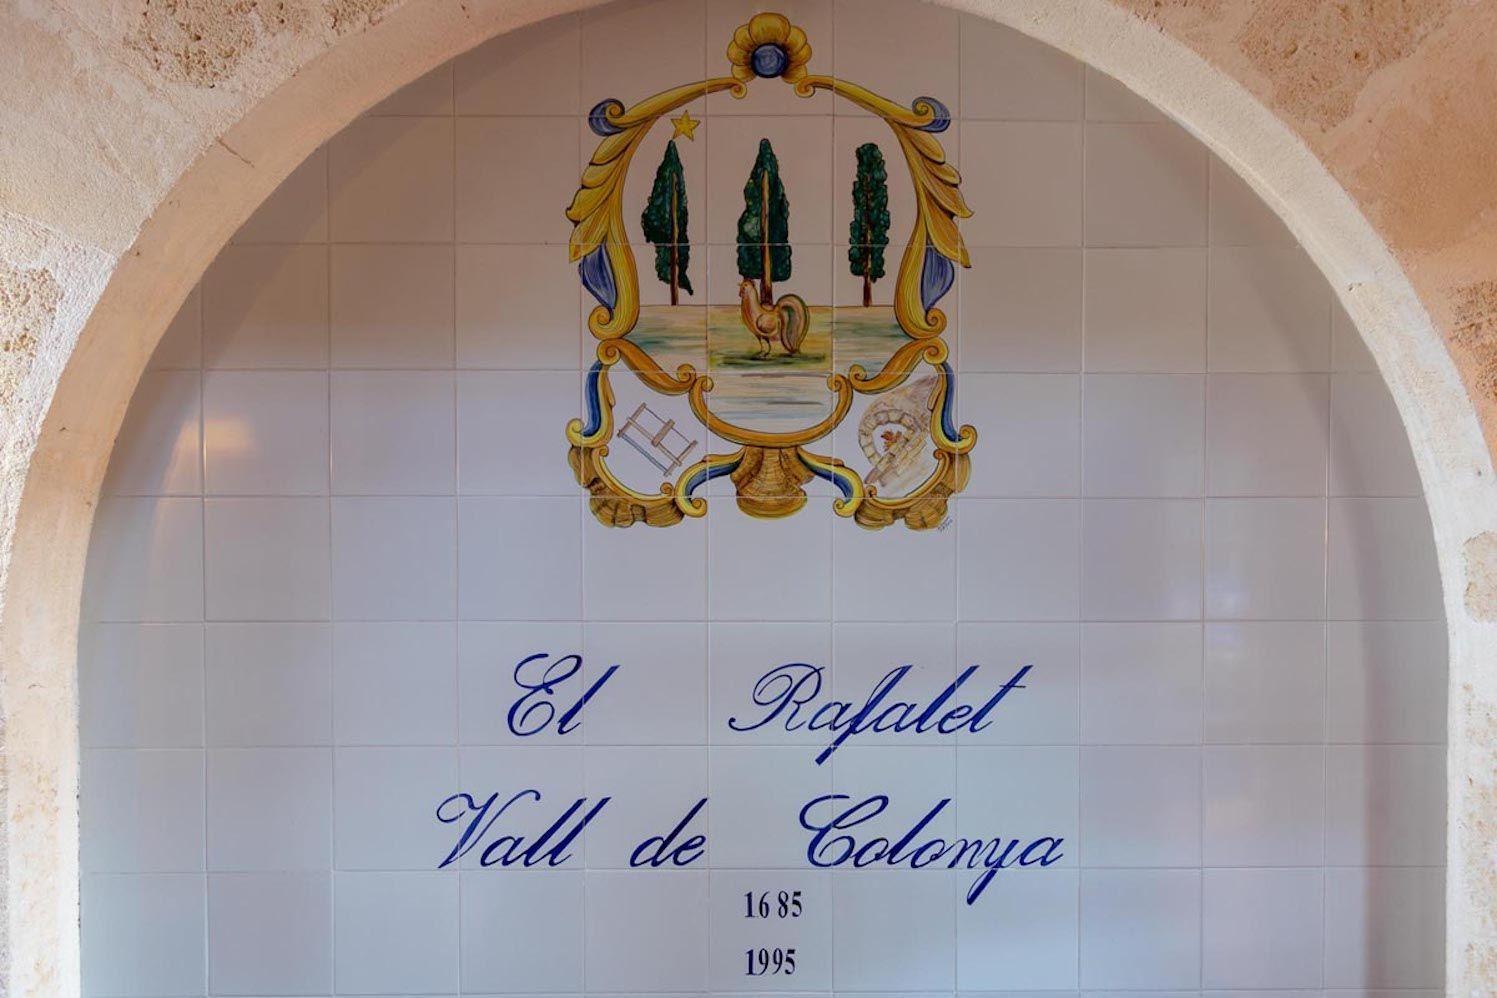 El Rafalet
Vall de Colonya
1685
1995